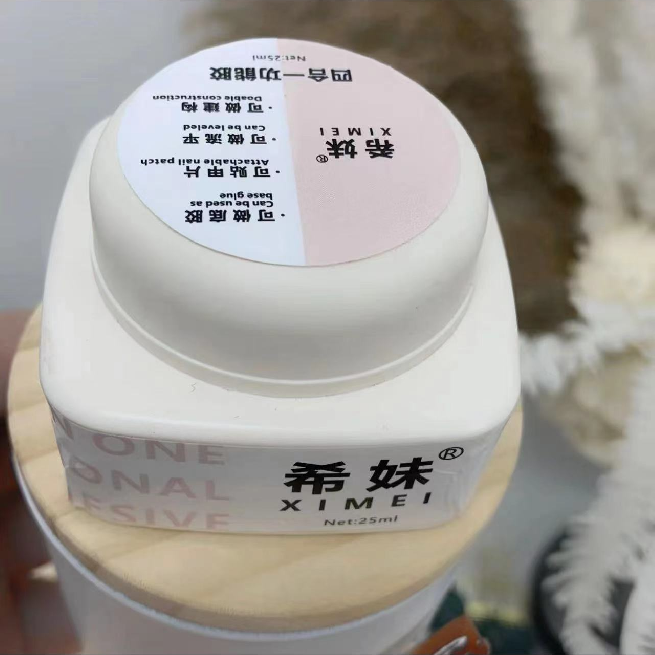 希妹®
XIMEI
四合一功能胶
Net:25ml
·可做建构
Doable construction
·可做流平
Can be leveled
·可贴甲片
Attachable nail patch
·可做底胶
Can be used as
base glue
N ONE
ONAL
ESIVE
希妹®
XIMEI
Net:25ml